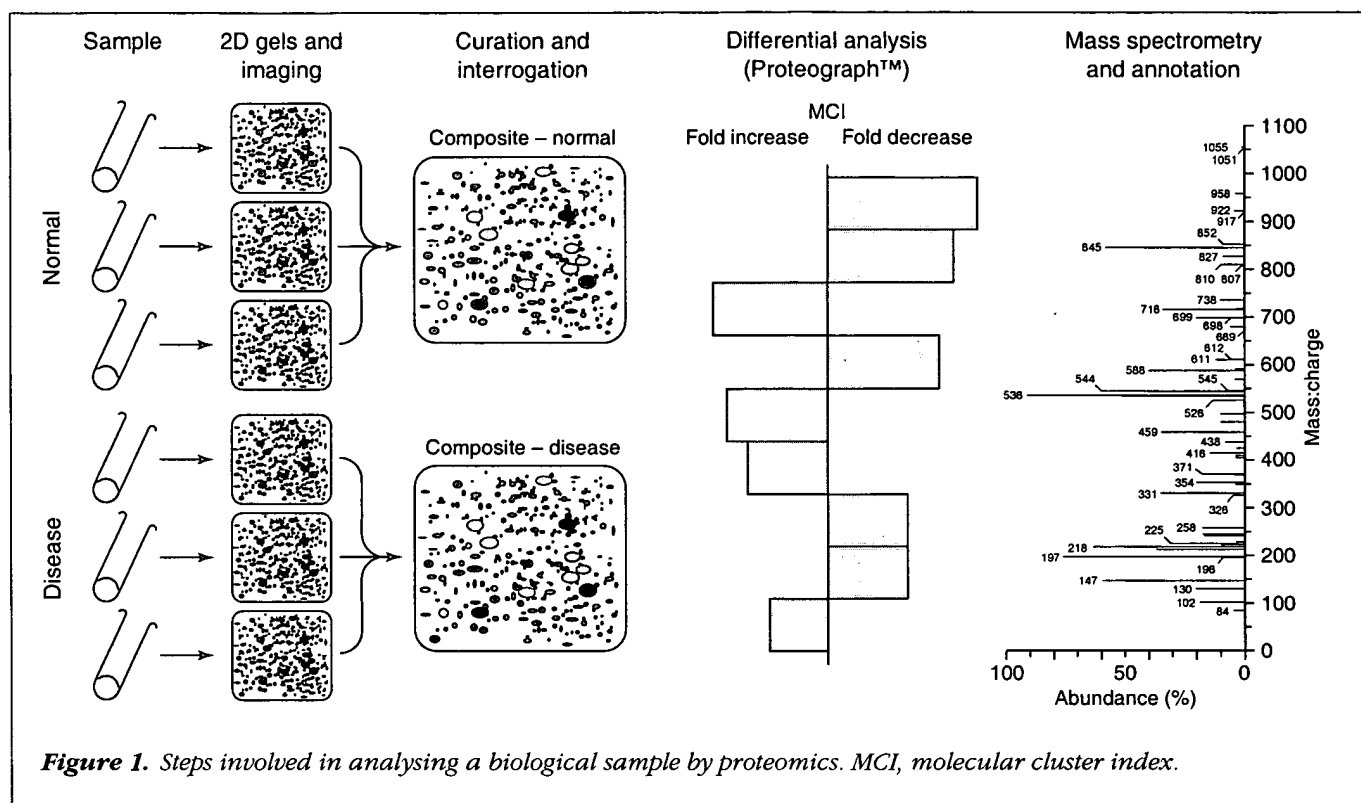 Sample
2D gels and
imaging
Curation and
interrogation
Differential analysis
(Proteograph™)
Mass spectrometry
and annotation
Normal
Disease
Composite – normal
Composite – disease
MCI
Fold increase
Fold decrease
1100
1000
900
800
700
600
500
400
300
200
100
0
Mass:charge
1055
1051
958
922
917
852
845
827
810
807
738
718
699
698
689
612
611
588
544
545
536
526
459
438
416
371
354
331
326
258
225
218
197
196
147
130
102
84
100
50
0
Abundance (%)
Figure 1. Steps involved in analysing a biological sample by proteomics. MCI, molecular cluster index.